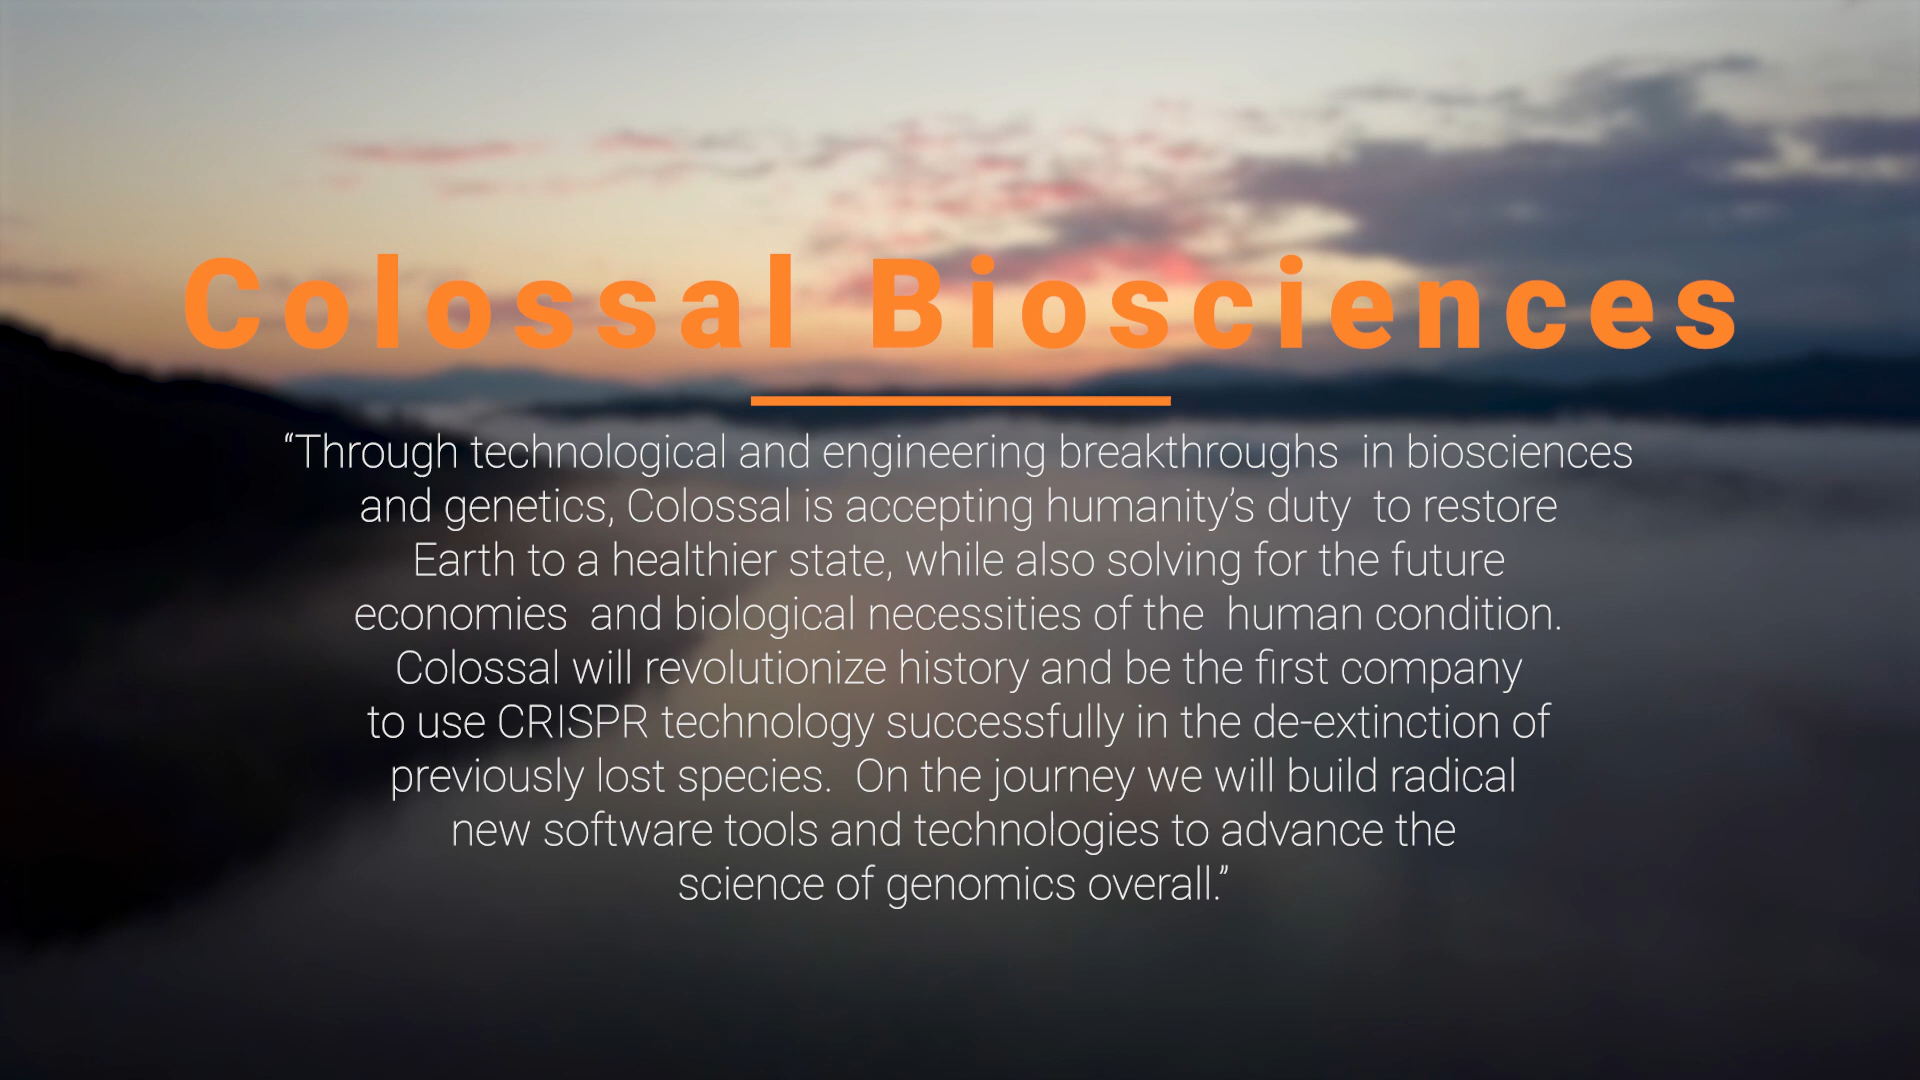 Colossal Biosciences
“Through technological and engineering breakthroughs  in biosciences
and genetics, Colossal is accepting humanity’s duty  to restore
Earth to a healthier state, while also solving for the future
economies  and biological necessities of the  human condition.
Colossal will revolutionize history and be the first company
to use CRISPR technology successfully in the de-extinction of
previously lost species.  On the journey we will build radical
new software tools and technologies to advance the
science of genomics overall.”